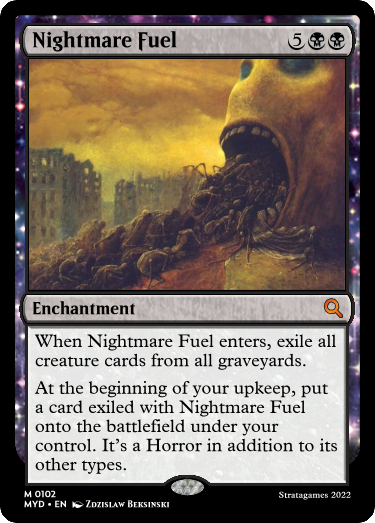 Nightmare Fuel 5
Enchantment
When Nightmare Fuel enters, exile all
creature cards from all graveyards.
At the beginning of your upkeep, put
a card exiled with Nightmare Fuel
onto the battlefield under your
control. It's a Horror in addition to its
other types.
M 0102
MYD • EN Zdzislaw Beksinski
Stratagames 2022